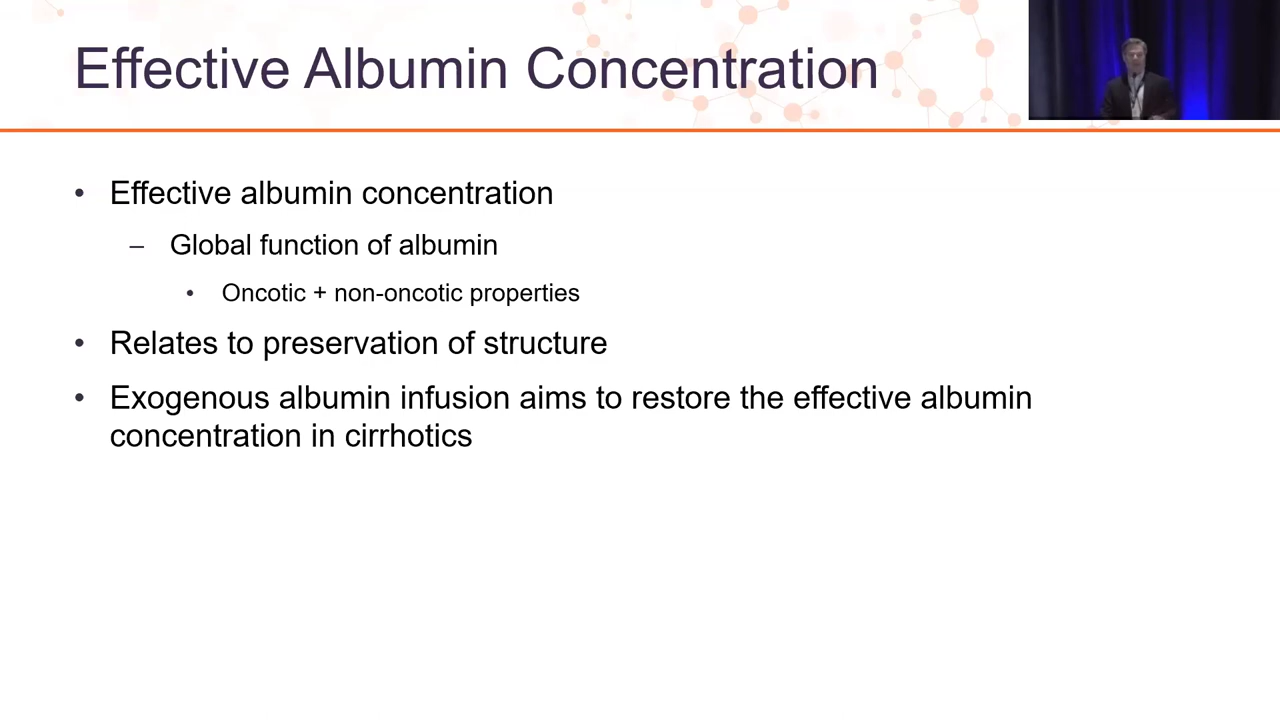 Effective Albumin Concentration
• Effective albumin concentration
– Global function of albumin
• Oncotic + non-oncotic properties
• Relates to preservation of structure
• Exogenous albumin infusion aims to restore the effective albumin
concentration in cirrhotics